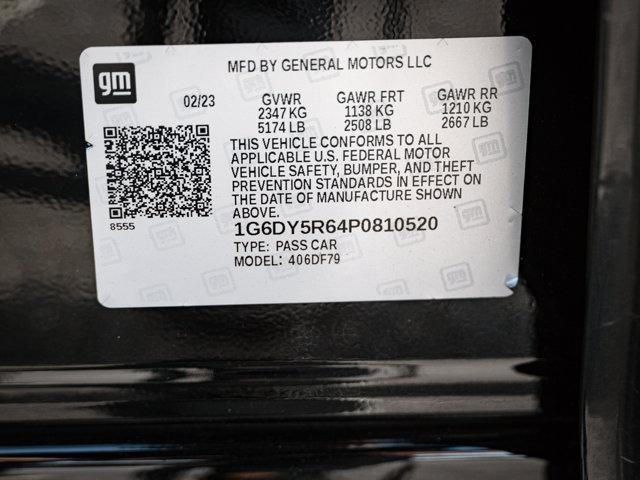 gm
MFD BY GENERAL MOTORS LLC
02/23 GVWR GAWR FRT GAWR RR
2347 KG 1138 KG 1210 KG
5174 LB 2508 LB 2667 LB
THIS VEHICLE CONFORMS TO ALL
APPLICABLE U.S. FEDERAL MOTOR
VEHICLE SAFETY, BUMPER, AND THEFT
PREVENTION STANDARDS IN EFFECT ON
THE DATE OF MANUFACTURE SHOWN
ABOVE.
8555
1G6DY5R64P0810520
TYPE: PASS CAR
MODEL: 406DF79